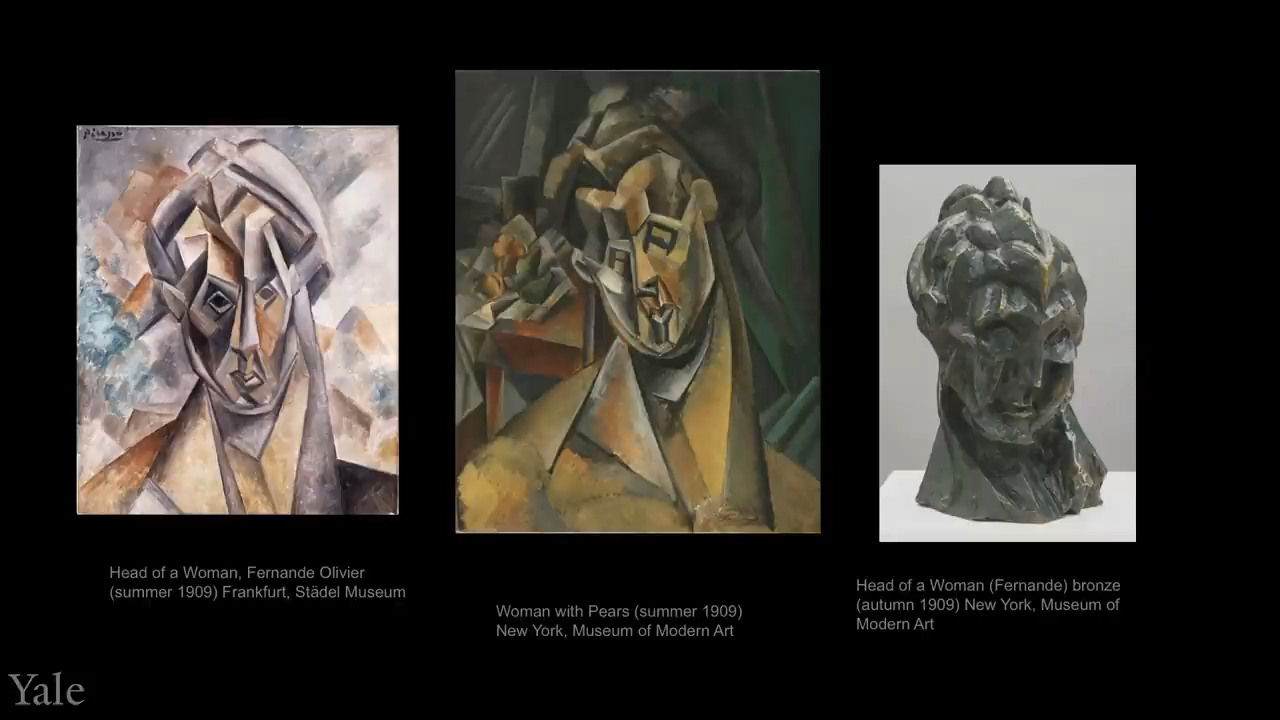 Picasso
Head of a Woman, Fernande Olivier
(summer 1909) Frankfurt, Städel Museum
Woman with Pears (summer 1909)
New York, Museum of Modern Art
Head of a Woman (Fernande) bronze
(autumn 1909) New York, Museum of
Modern Art
Yale